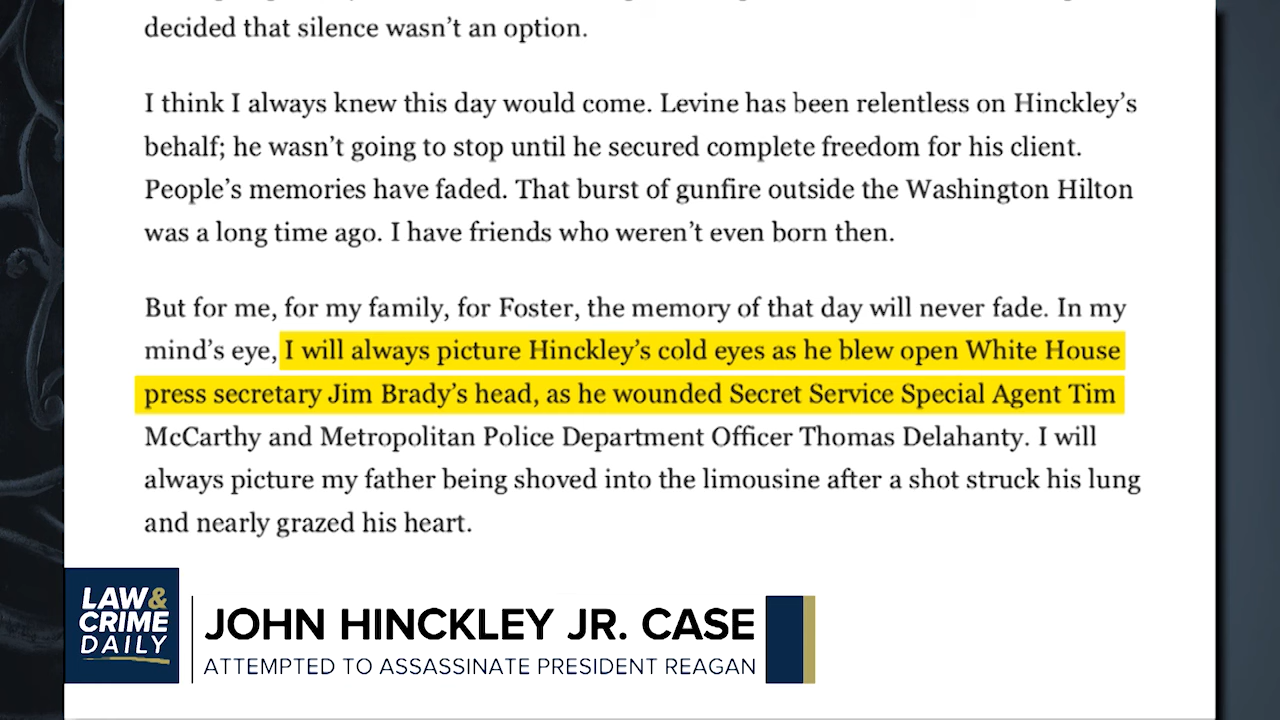 decided that silence wasn’t an option.
I think I always knew this day would come. Levine has been relentless on Hinckley’s
behalf; he wasn’t going to stop until he secured complete freedom for his client.
People’s memories have faded. That burst of gunfire outside the Washington Hilton
was a long time ago. I have friends who weren’t even born then.
But for me, for my family, for Foster, the memory of that day will never fade. In my
mind’s eye, I will always picture Hinckley’s cold eyes as he blew open White House
press secretary Jim Brady’s head, as he wounded Secret Service Special Agent Tim
McCarthy and Metropolitan Police Department Officer Thomas Delahanty. I will
always picture my father being shoved into the limousine after a shot struck his lung
and nearly grazed his heart.
LAW&
CRIME
DAILY
JOHN HINCKLEY JR. CASE
ATTEMPTED TO ASSASSINATE PRESIDENT REAGAN